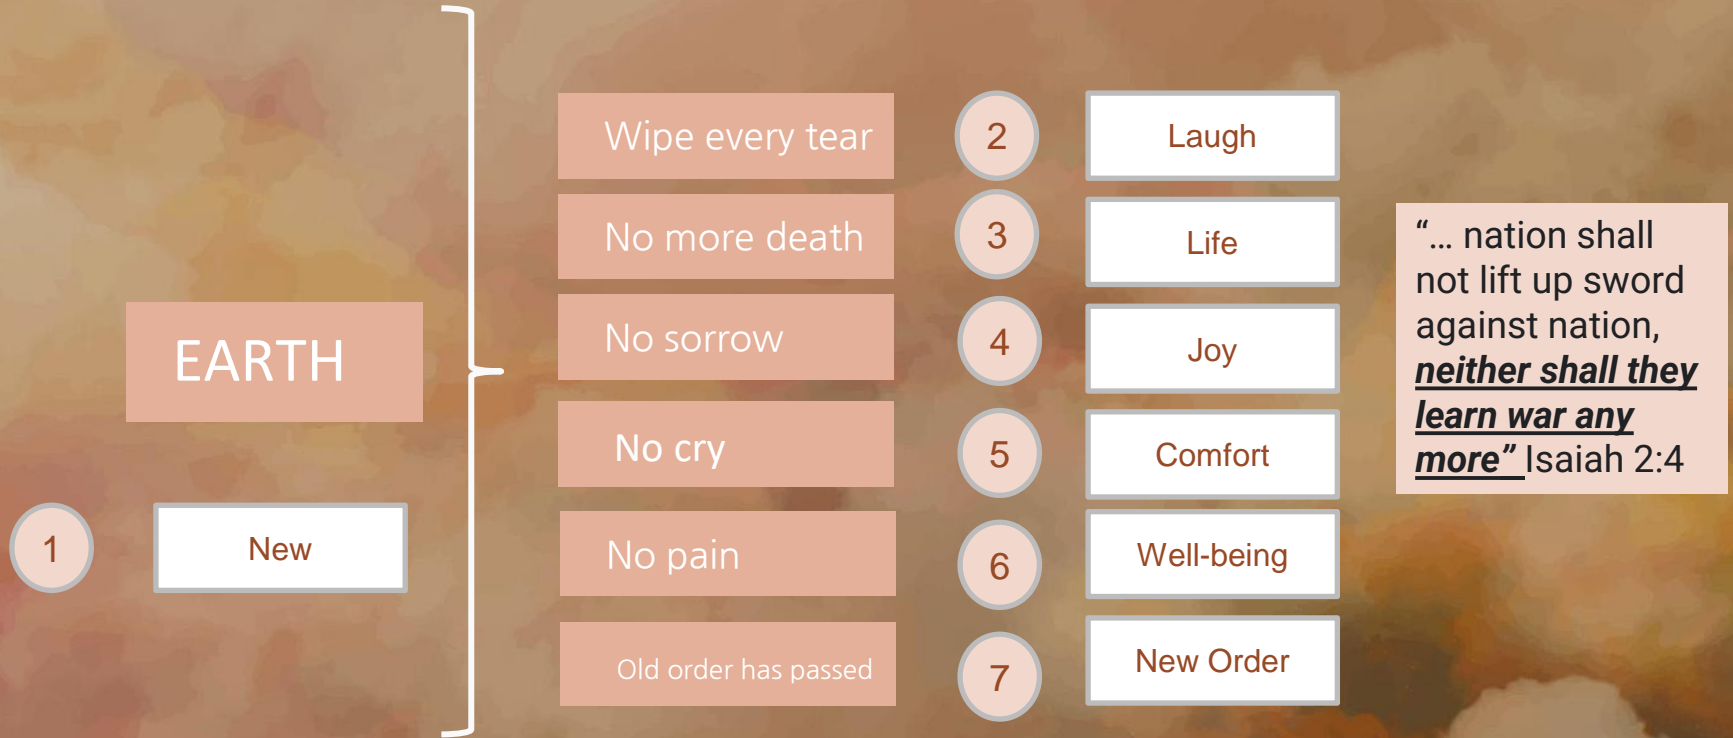 EARTH
1
New
Wipe every tear
2
Laugh
No more death
3
Life
No sorrow
4
Joy
No cry
5
Comfort
No pain
6
Well-being
Old order has passed
7
New Order
“... nation shall
not lift up sword
against nation,
neither shall they
learn war any
more” Isaiah 2:4